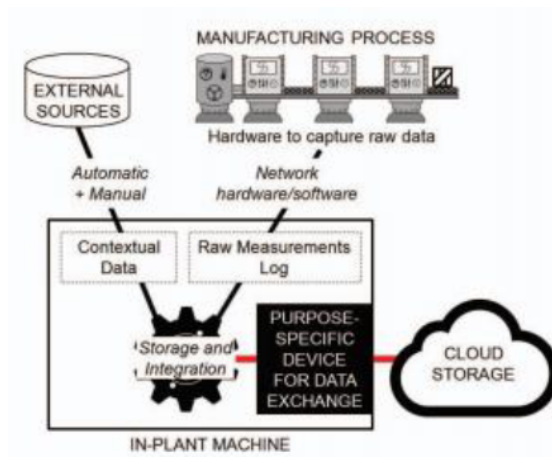 MANUFACTURING PROCESS
EXTERNAL
SOURCES
Hardware to capture raw data
Automatic
+ Manual
Network
hardware/software
Contextual
Data
Raw Measurements
Log
Storage and
Integration
PURPOSE-
SPECIFIC
DEVICE
FOR DATA
EXCHANGE
CLOUD
STORAGE
IN-PLANT MACHINE